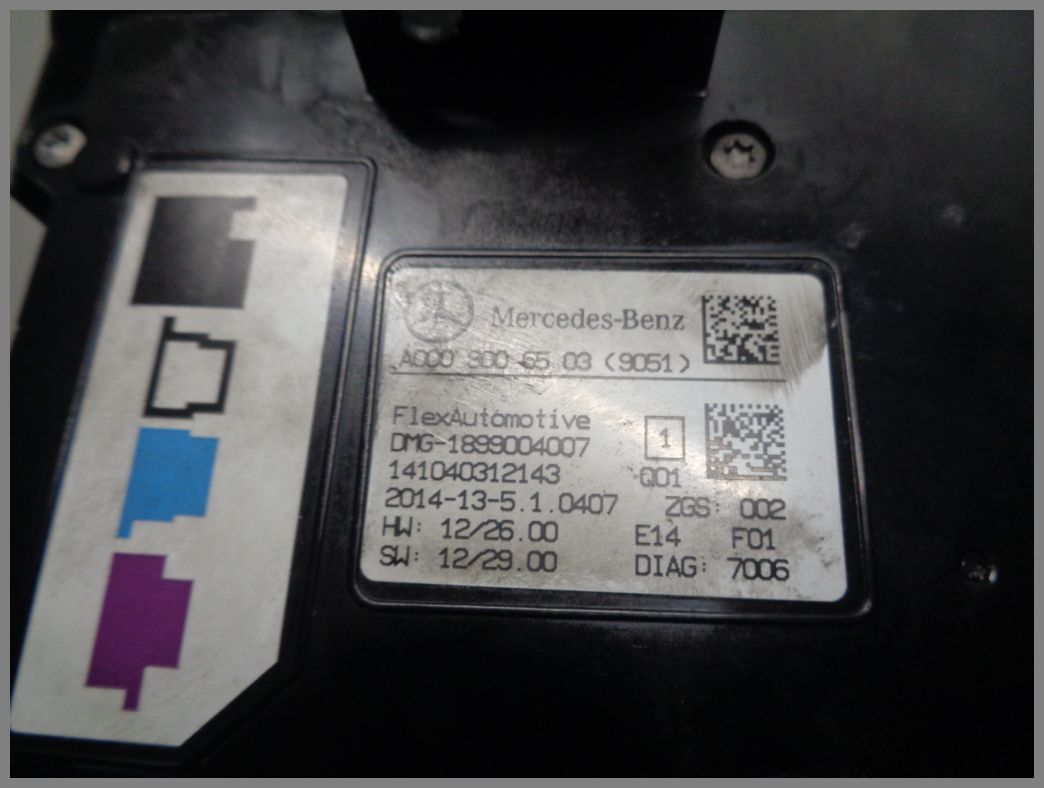 Mercedes-Benz
A000 900 65 03 (9051)
FlexAutomotive
DMG-1899004007
1
141040312143
Q01
2014-13-5.1.0407 ZGS: 002
HW: 12/26.00 E14 F01
SW: 12/29.00 DIAG: 7006